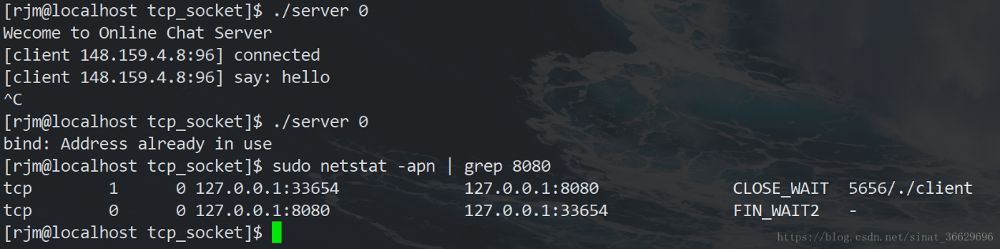 [rjm@localhost tcp_socket]$ ./server 0
Wecome to Online Chat Server
[client 148.159.4.8:96] connected
[client 148.159.4.8:96] say: hello
^C
[rjm@localhost tcp_socket]$ ./server 0
bind: Address already in use
[rjm@localhost tcp_socket]$ sudo netstat -apn | grep 8080
tcp 1 0 127.0.0.1:33654 127.0.0.1:8080 CLOSE_WAIT 5656/./client
tcp 0 0 127.0.0.1:8080 127.0.0.1:33654 FIN_WAIT2 -
[rjm@localhost tcp_socket]$
https://blog.csdn.net/sinat_36629696